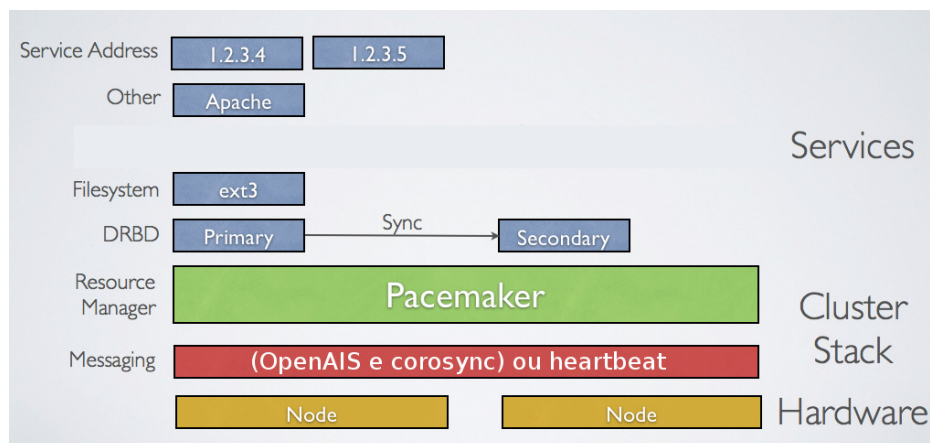 Service Address 1.2.3.4 1.2.3.5
Other Apache
Services
Filesystem ext3
Sync
DRBD Primary Secondary
Resource
Manager
Pacemaker
Cluster
Stack
Messaging (OpenAIS e corosync) ou heartbeat
Node Node Hardware